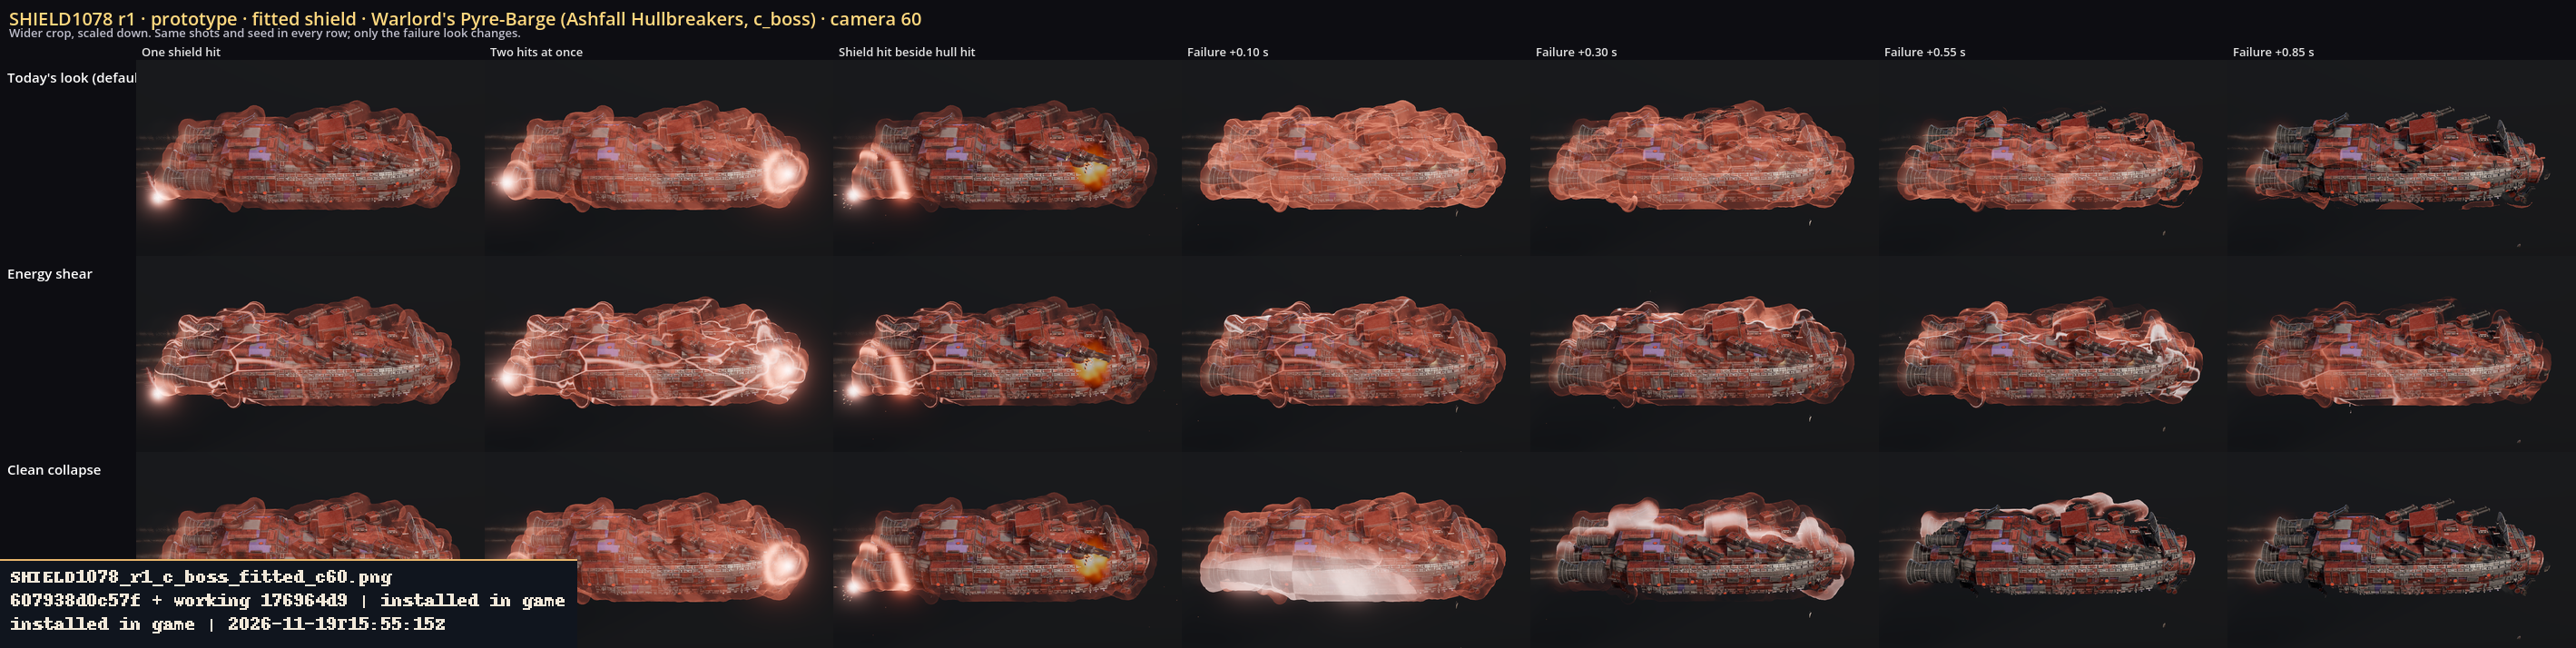 SHIELD1078 r1 · prototype · fitted shield · Warlord's Pyre-Barge (Ashfall Hullbreakers, c_boss) · camera 60
Wider crop, scaled down. Same shots and seed in every row; only the failure look changes.
One shield hit
Two hits at once
Shield hit beside hull hit
Failure +0.10 s
Failure +0.30 s
Failure +0.55 s
Failure +0.85 s
Today's look (defaul
Energy shear
Clean collapse
SHIELD1078_r1_c_boss_fitted_c60.png
607938d0c57f + working 176964d9 | installed in game
installed in game | 2026-11-19T15:55:15Z